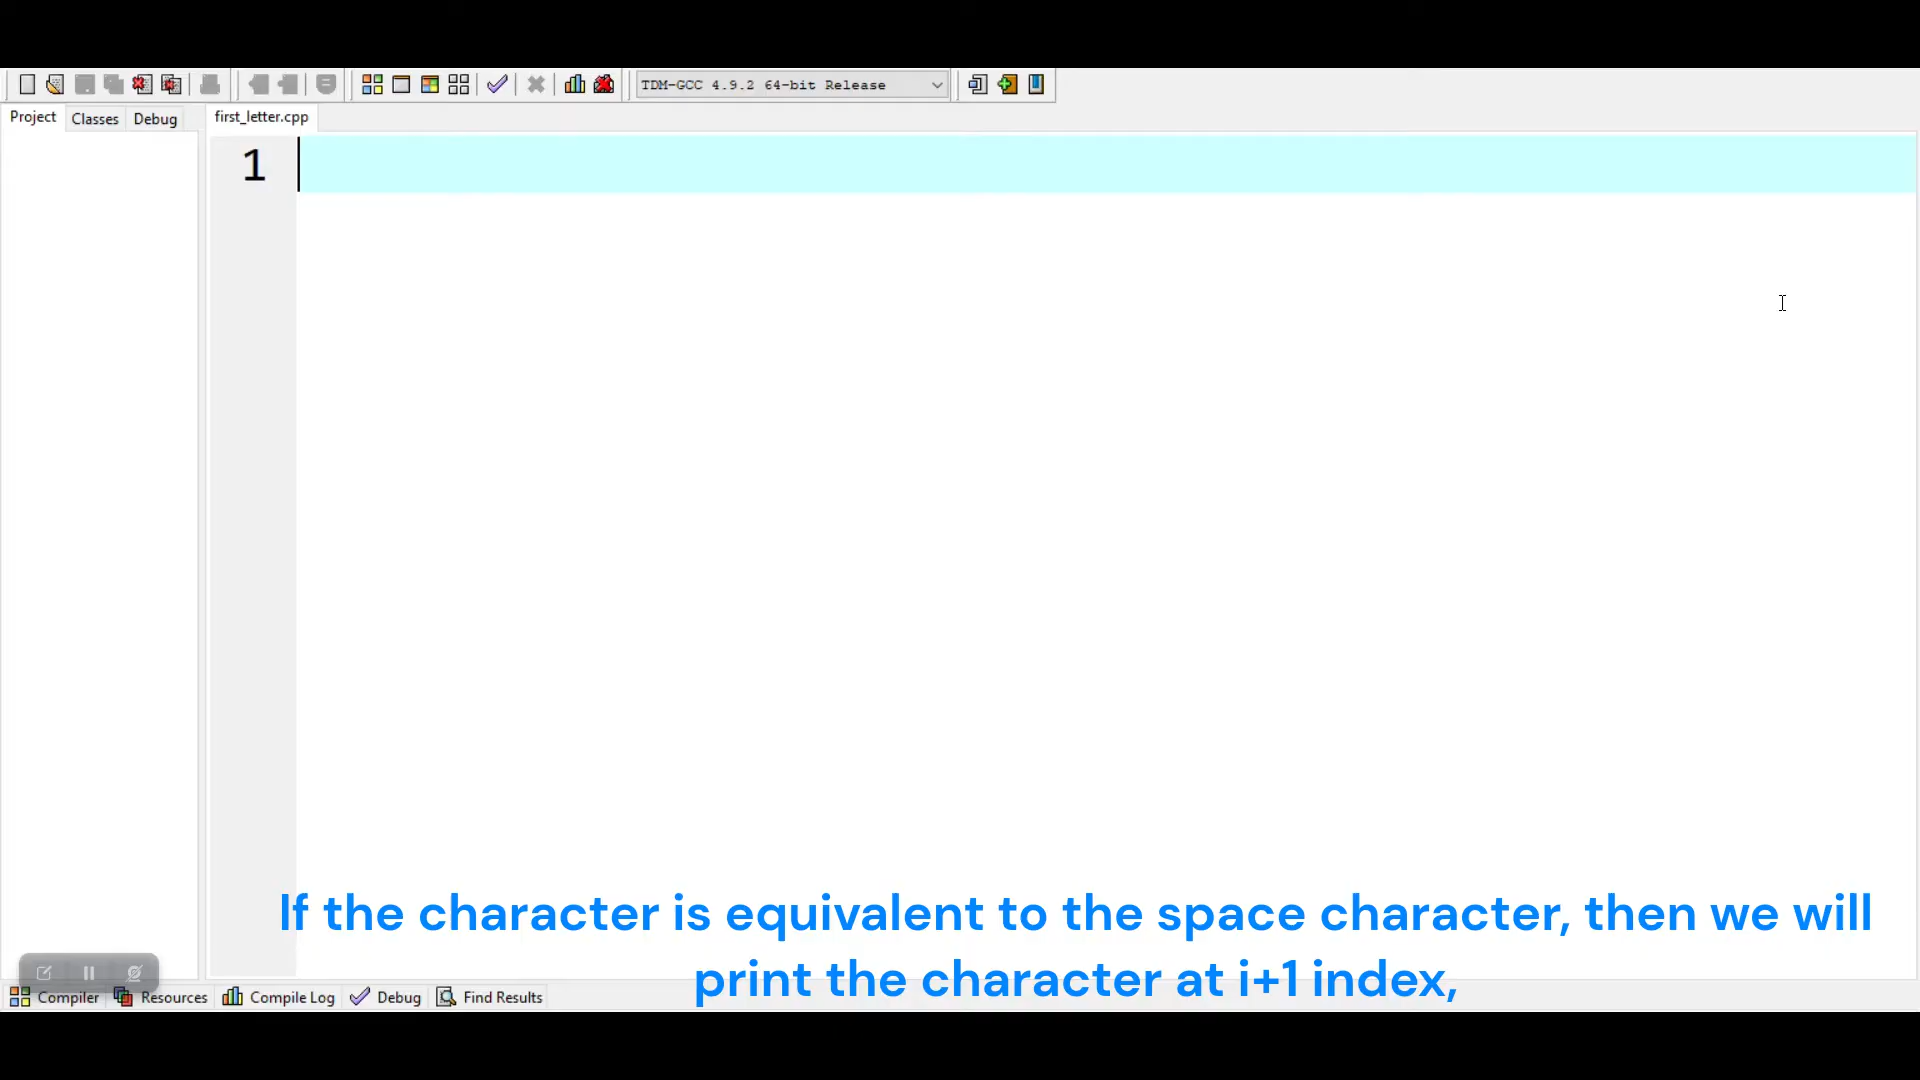 TDM-GCC 4.9.2 64-bit Release
Project Classes Debug first_letter.cpp
1
If the character is equivalent to the space character, then we will
print the character at i+1 index,
Compiler Resources Compile Log Debug Find Results